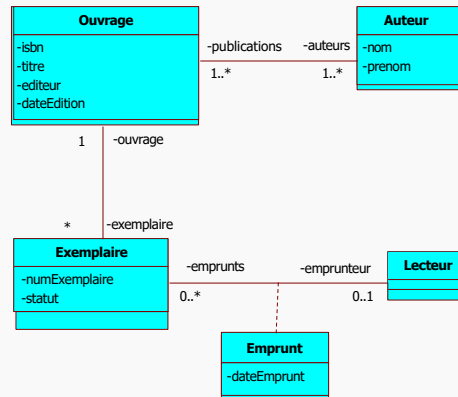 Ouvrage
-isbn
-titre
-editeur
-dateEdition
-publications
-auteurs
1..*
1..*
Auteur
-nom
-prenom
1
-ouvrage
*
-exemplaire
Exemplaire
-numExemplaire
-statut
-emprunts
-emprunteur
0..*
0..1
Lecteur
Emprunt
-dateEmprunt